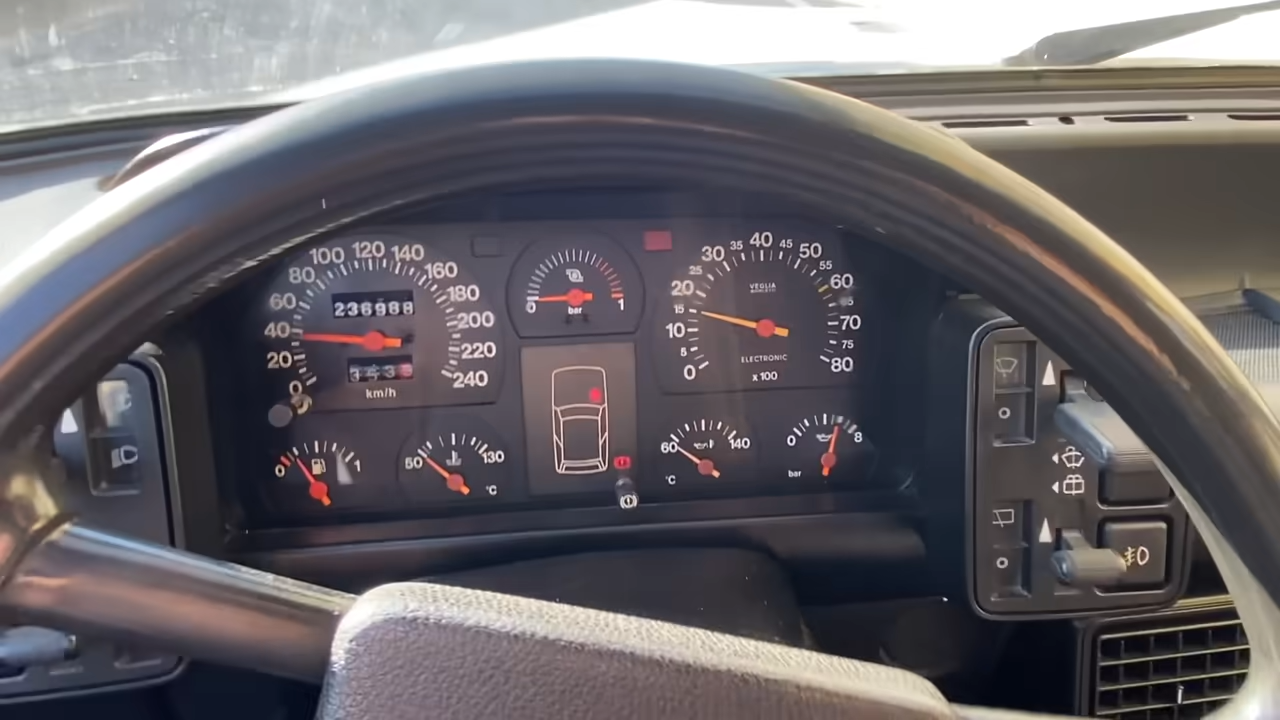 100 120 140
80 160
60 180
40 200
20 220
0 240
236988
km/h
0 1
bar
30 35 40 45 50
25 55
20 60
15 65
10 70
5 75
0 80
VEGLIA
BORLETTI
ELECTRONIC
x 100
0 1
50 130
°C
60 140
°C
0 8
bar